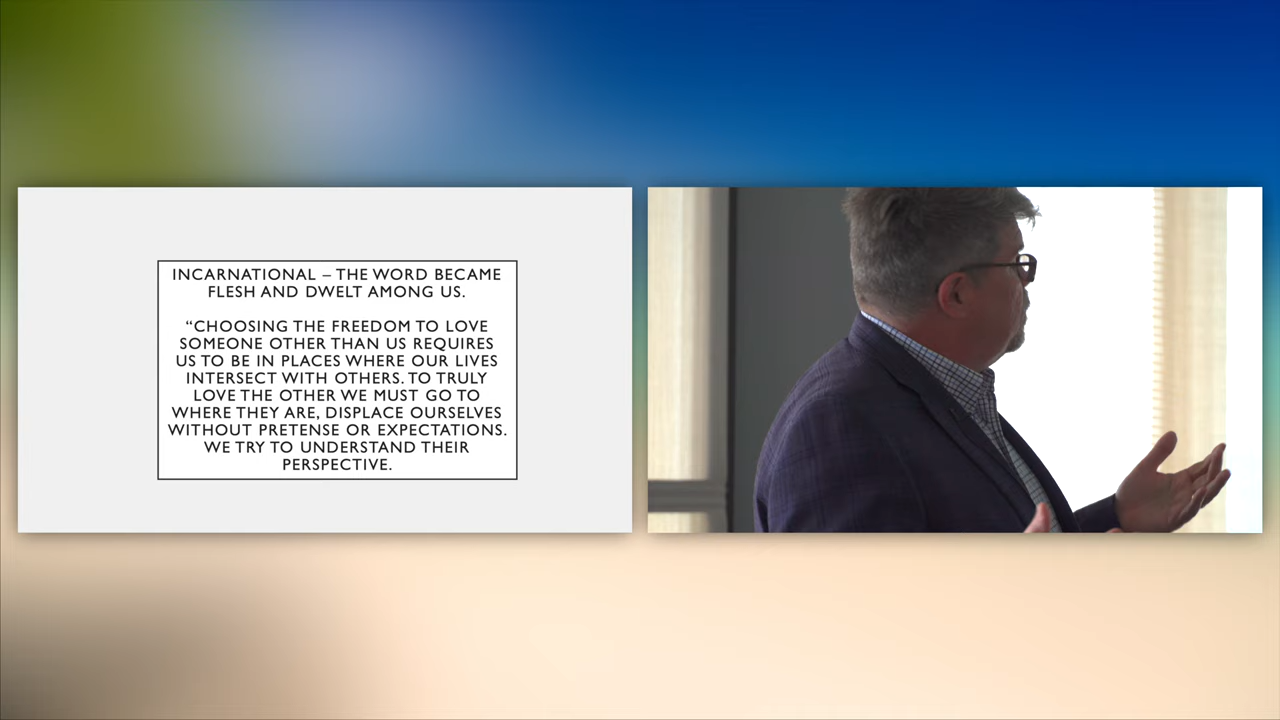 INCARNATIONAL – THE WORD BECAME
FLESH AND DWELT AMONG US.
“CHOOSING THE FREEDOM TO LOVE
SOMEONE OTHER THAN US REQUIRES
US TO BE IN PLACES WHERE OUR LIVES
INTERSECT WITH OTHERS. TO TRULY
LOVE THE OTHER WE MUST GO TO
WHERE THEY ARE, DISPLACE OURSELVES
WITHOUT PRETENSE OR EXPECTATIONS.
WE TRY TO UNDERSTAND THEIR
PERSPECTIVE.